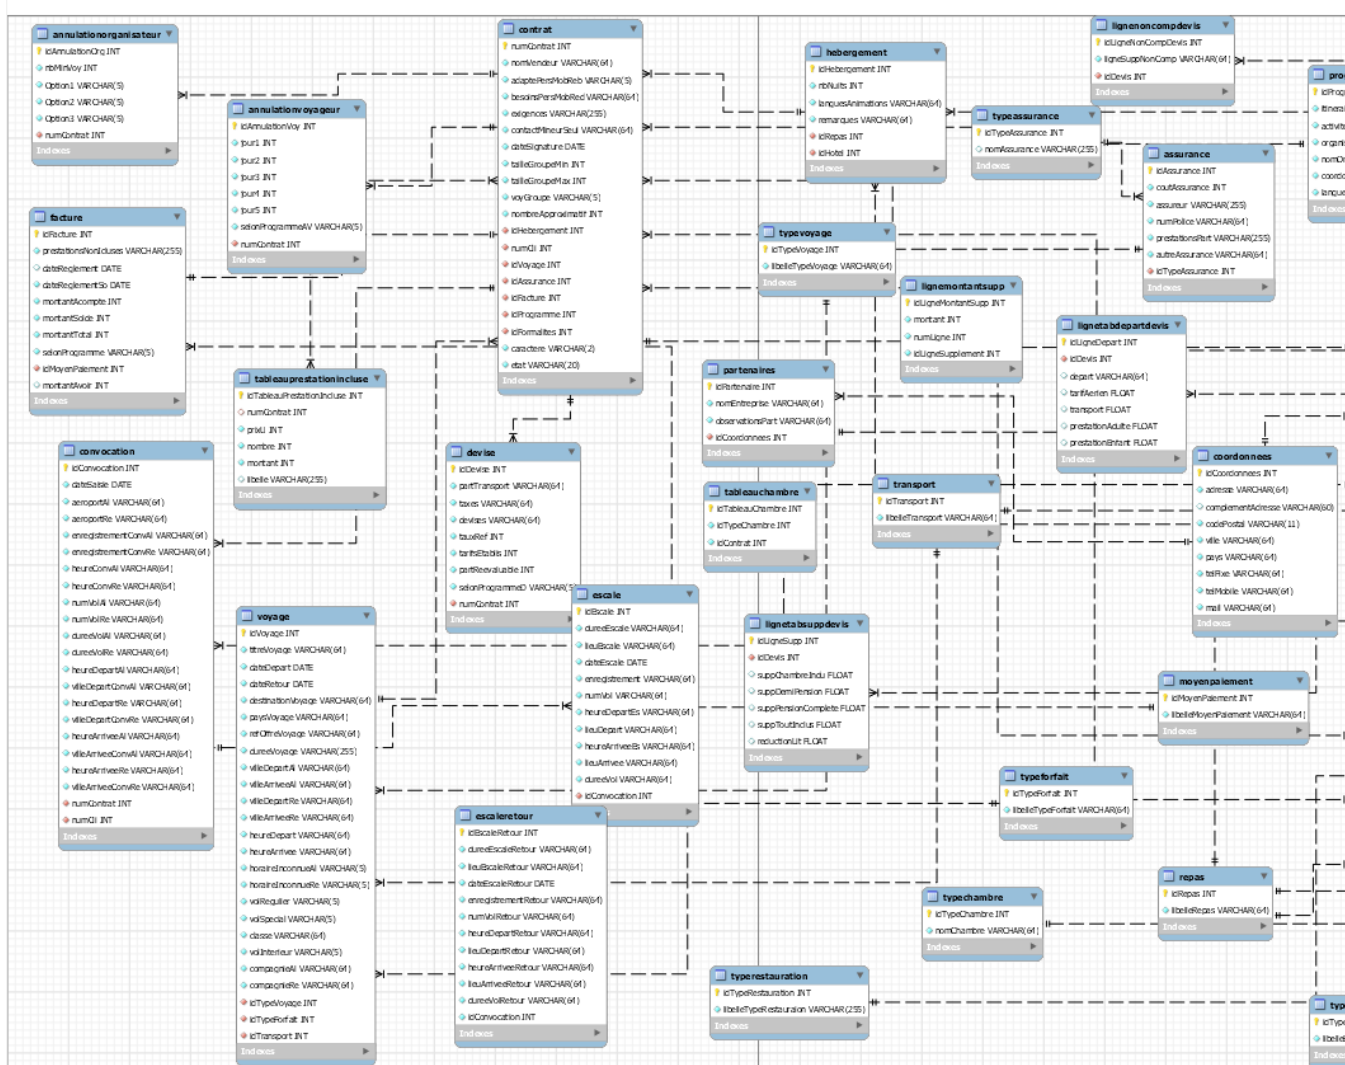 annulationorganisateur
idAnnulationOrg INT
nbMinVoy INT
Option1 VARCHAR(5)
Option2 VARCHAR(5)
Option3 VARCHAR(5)
numContrat INT
Indexes
annulationvoyageur
idAnnulationVoy INT
jour1 INT
jour2 INT
jour3 INT
jour4 INT
jour5 INT
selonProgrammeAV VARCHAR(5)
numContrat INT
Indexes
contrat
numContrat INT
nomVendeur VARCHAR(64)
adaptePersMobReb VARCHAR(5)
besoinsPersMobRed VARCHAR(64)
exigences VARCHAR(255)
contactMineurSeul VARCHAR(64)
dateSignature DATE
tailleGroupeMin INT
tailleGroupeMax INT
voyGroupe VARCHAR(5)
nombreApproximatif INT
idHebergement INT
numCli INT
idVoyage INT
idAssurance INT
idFacture INT
idProgramme INT
idFormalites INT
caractere VARCHAR(2)
etat VARCHAR(20)
Indexes
hebergement
idHebergement INT
nbNuits INT
languesAnimations VARCHAR(64)
remarques VARCHAR(64)
idRepas INT
idHotel INT
Indexes
lignenoncompdevis
idLigneNonCompDevis INT
ligneSuppNonComp VARCHAR(64)
idDevis INT
Indexes
typeassurance
idTypeAssurance INT
nomAssurance VARCHAR(255)
Indexes
assurance
idAssurance INT
coutAssurance INT
assureur VARCHAR(255)
numPolice VARCHAR(64)
prestationsPart VARCHAR(255)
autreAssurance VARCHAR(64)
idTypeAssurance INT
Indexes
facture
idFacture INT
prestationsNonIcluses VARCHAR(255)
dateReglement DATE
dateReglementSo DATE
montantAcompte INT
montantSolde INT
montantTotal INT
selonProgramme VARCHAR(5)
idMoyenPaiement INT
montantAvoir INT
Indexes
typevoyage
idTypeVoyage INT
libelleTypeVoyage VARCHAR(64)
Indexes
lignemontantsupp
idLigneMontantSupp INT
montant INT
numLigne INT
idLigneSupplement INT
Indexes
lignetabdepartdevis
idLigneDepart INT
idDevis INT
depart VARCHAR(64)
tarifAerien FLOAT
transport FLOAT
prestationAdulte FLOAT
prestationEnfant FLOAT
Indexes
tableauprestationincluse
idTableauPrestationIncluse INT
numContrat INT
prixU INT
nombre INT
montant INT
libelle VARCHAR(255)
Indexes
partenaires
idPartenaire INT
nomEntreprise VARCHAR(64)
observationsPart VARCHAR(64)
idCoordonnees INT
Indexes
convocation
idConvocation INT
dateSaisie DATE
aeroportAl VARCHAR(64)
aeroportRe VARCHAR(64)
enregistrementConvAl VARCHAR(64)
enregistrementConvRe VARCHAR(64)
heureConvAl VARCHAR(64)
heureConvRe VARCHAR(64)
numVolAl VARCHAR(64)
numVolRe VARCHAR(64)
dureeVolAl VARCHAR(64)
dureeVolRe VARCHAR(64)
heureDepartAl VARCHAR(64)
villeDepartConvAl VARCHAR(64)
heureDepartRe VARCHAR(64)
villeDepartConvRe VARCHAR(64)
heureArriveeAl VARCHAR(64)
villeArriveeConvAl VARCHAR(64)
heureArriveeRe VARCHAR(64)
villeArriveeConvRe VARCHAR(64)
numContrat INT
numCli INT
Indexes
devise
idDevise INT
partTransport VARCHAR(64)
taxes VARCHAR(64)
devises VARCHAR(64)
tauxRef INT
tarifsEtablis INT
partReevaluable INT
selonProgrammeD VARCHAR(5)
numContrat INT
Indexes
tableauchambre
idTableauChambre INT
idTypeChambre INT
idContrat INT
Indexes
transport
idTransport INT
libelleTransport VARCHAR(64)
Indexes
coordonnees
idCoordonnees INT
adresse VARCHAR(64)
complementAdresse VARCHAR(60)
codePostal VARCHAR(11)
ville VARCHAR(64)
pays VARCHAR(64)
telFixe VARCHAR(64)
telMobile VARCHAR(64)
mail VARCHAR(64)
Indexes
voyage
idVoyage INT
titreVoyage VARCHAR(64)
dateDepart DATE
dateRetour DATE
destinationVoyage VARCHAR(64)
paysVoyage VARCHAR(64)
refOffreVoyage VARCHAR(64)
dureeVoyage VARCHAR(255)
villeDepartAl VARCHAR(64)
villeArriveeAl VARCHAR(64)
villeDepartRe VARCHAR(64)
villeArriveeRe VARCHAR(64)
heureDepart VARCHAR(64)
heureArrivee VARCHAR(64)
horaireInconnueAl VARCHAR(5)
horaireInconnueRe VARCHAR(5)
volRegulier VARCHAR(5)
volSpecial VARCHAR(5)
classe VARCHAR(64)
volInterieur VARCHAR(5)
compagnieAl VARCHAR(64)
compagnieRe VARCHAR(64)
idTypeVoyage INT
idTypeForfait INT
idTransport INT
Indexes
escale
idEscale INT
dureeEscale VARCHAR(64)
lieuEscale VARCHAR(64)
dateEscale DATE
enregistrement VARCHAR(64)
numVol VARCHAR(64)
heureDepartEs VARCHAR(64)
lieuDepart VARCHAR(64)
heureArriveeEs VARCHAR(64)
lieuArrivee VARCHAR(64)
dureeVol VARCHAR(64)
idConvocation INT
Indexes
lignetabsuppdevis
idLigneSupp INT
idDevis INT
suppChambreIndu FLOAT
suppDemiPension FLOAT
suppPensionComplete FLOAT
suppToutInclus FLOAT
reductionLit FLOAT
Indexes
moyenpaiement
idMoyenPaiement INT
libelleMoyenPaiement VARCHAR(64)
Indexes
typeforfait
idTypeForfait INT
libelleTypeForfait VARCHAR(64)
Indexes
escaleretour
idEscaleRetour INT
dureeEscaleRetour VARCHAR(64)
lieuEscaleRetour VARCHAR(64)
dateEscaleRetour DATE
enregistrementRetour VARCHAR(64)
numVolRetour VARCHAR(64)
heureDepartRetour VARCHAR(64)
lieuDepartRetour VARCHAR(64)
heureArriveeRetour VARCHAR(64)
lieuArriveeRetour VARCHAR(64)
dureeVolRetour VARCHAR(64)
idConvocation INT
Indexes
typechambre
idTypeChambre INT
nomChambre VARCHAR(64)
Indexes
repas
idRepas INT
libelleRepas VARCHAR(64)
Indexes
typerestauration
idTypeRestauration INT
libelleTypeRestauraion VARCHAR(255)
Indexes